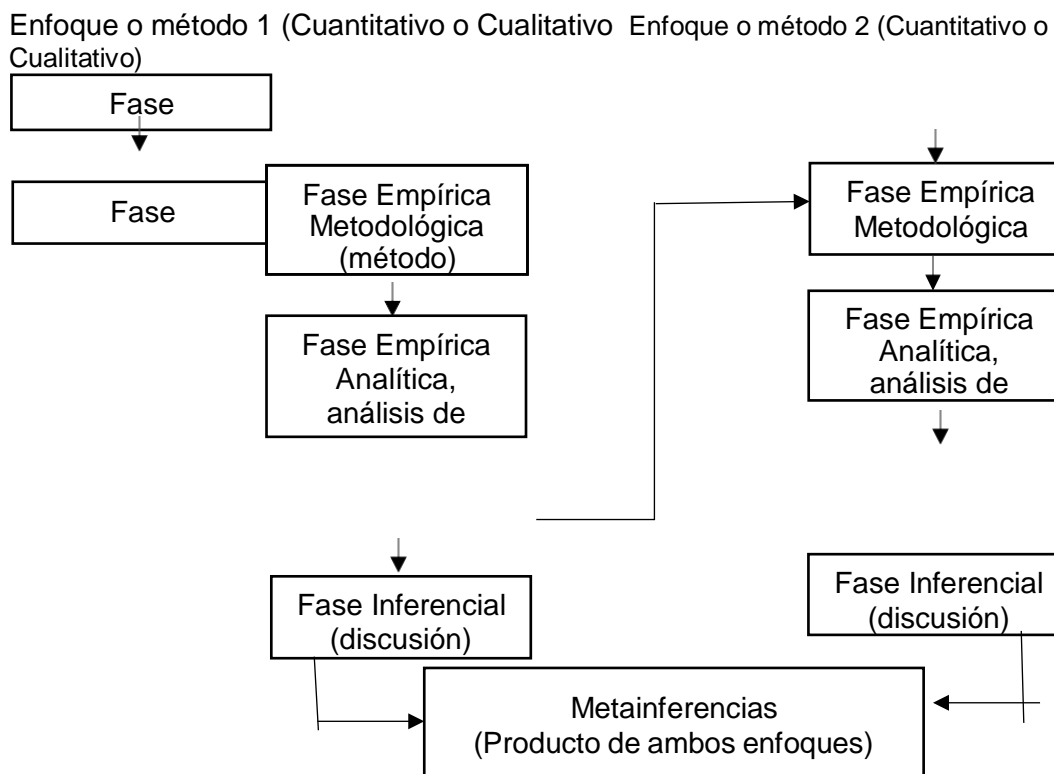 Enfoque o método 1 (Cuantitativo o Cualitativo Enfoque o método 2 (Cuantitativo o
Cualitativo)
Fase
Fase
Fase Empírica
Metodológica
(método)
Fase Empírica
Analítica,
análisis de
Fase Inferencial
(discusión)
Fase Empírica
Metodológica
Fase Empírica
Analítica,
análisis de
Fase Inferencial
(discusión)
Metainferencias
(Producto de ambos enfoques)